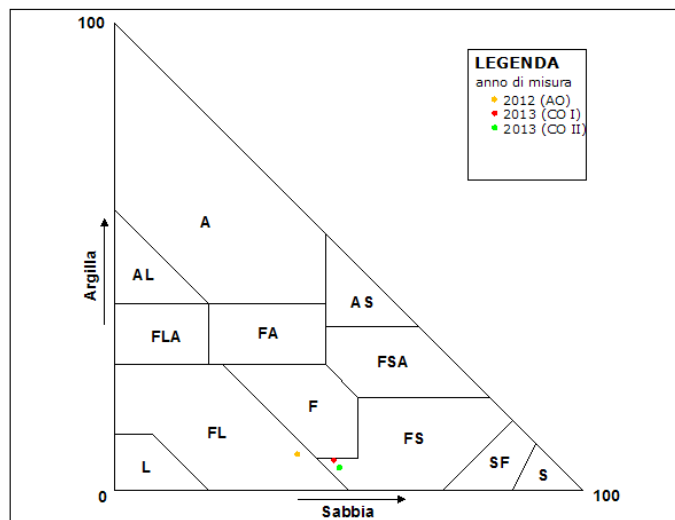 100
LEGENDA
anno di misura
2012 (AO)
2013 (CO I)
2013 (CO II)
A
Argilla
AL
AS
FLA
FA
FSA
F
FL
FS
L
SF
S
0
100
Sabbia